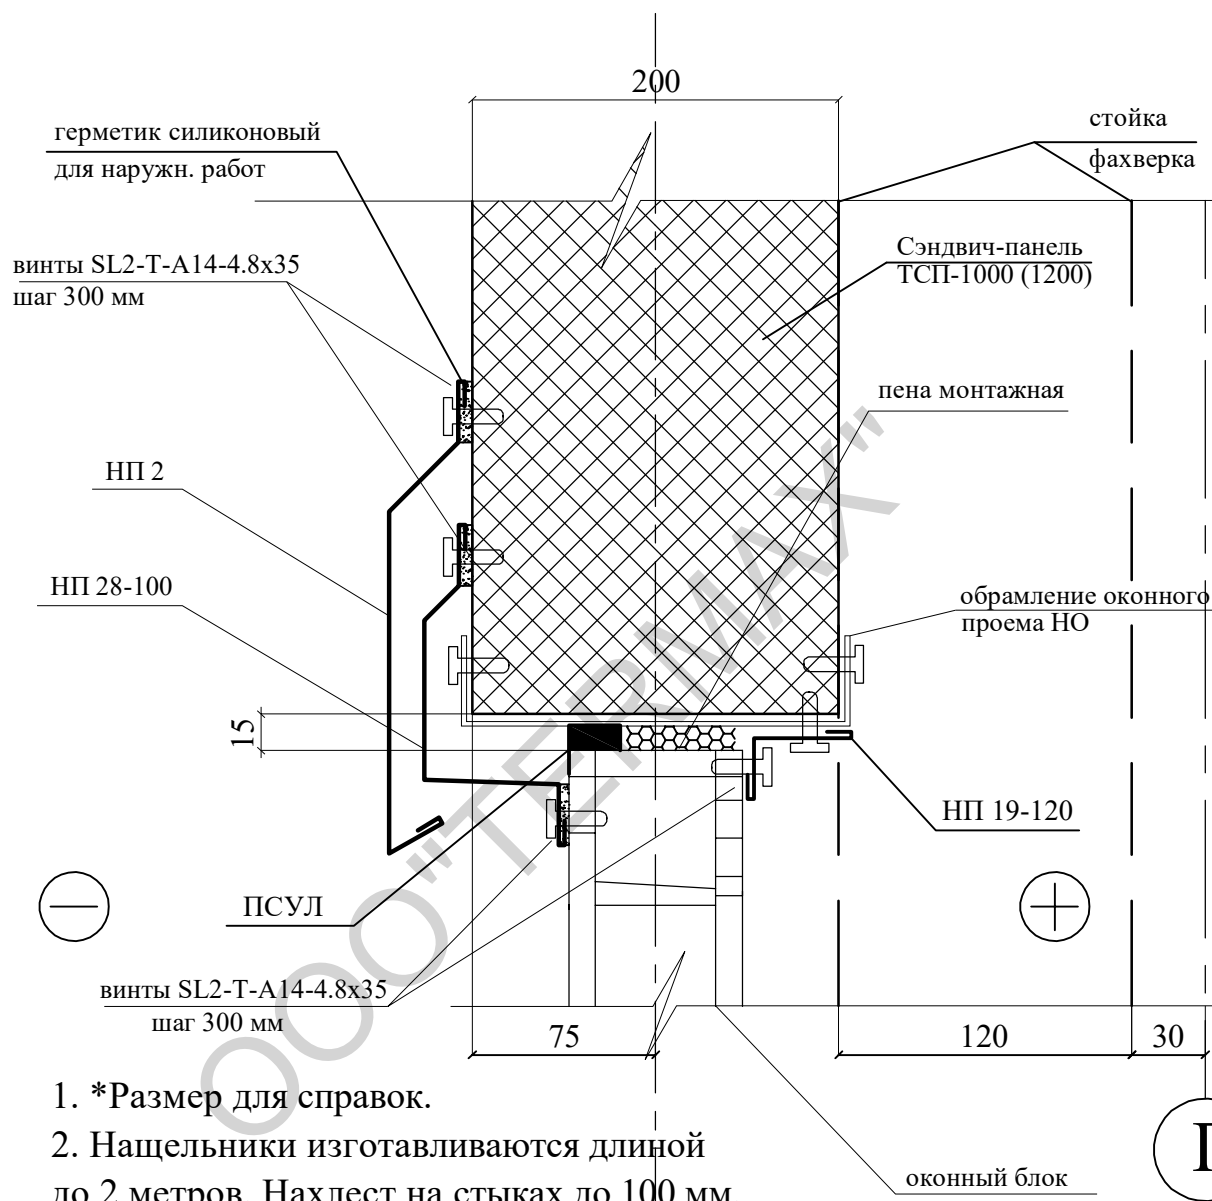 200
герметик силиконовый
для наружн. работ
стойка
фахверка
винты SL2-T-A14-4.8x35
шаг 300 мм
Сэндвич-панель
ТСП-1000 (1200)
пена монтажная
НП 2
НП 28-100
обрамление оконного
проема НО
15
НП 19-120
ПСУЛ
винты SL2-T-A14-4.8x35
шаг 300 мм
75
120
30
ООО "TERMAX"
1. *Размер для справок.
2. Нащельники изготавливаются длиной
до 2 метров. Нахлест на стыках до 100 мм
оконный блок